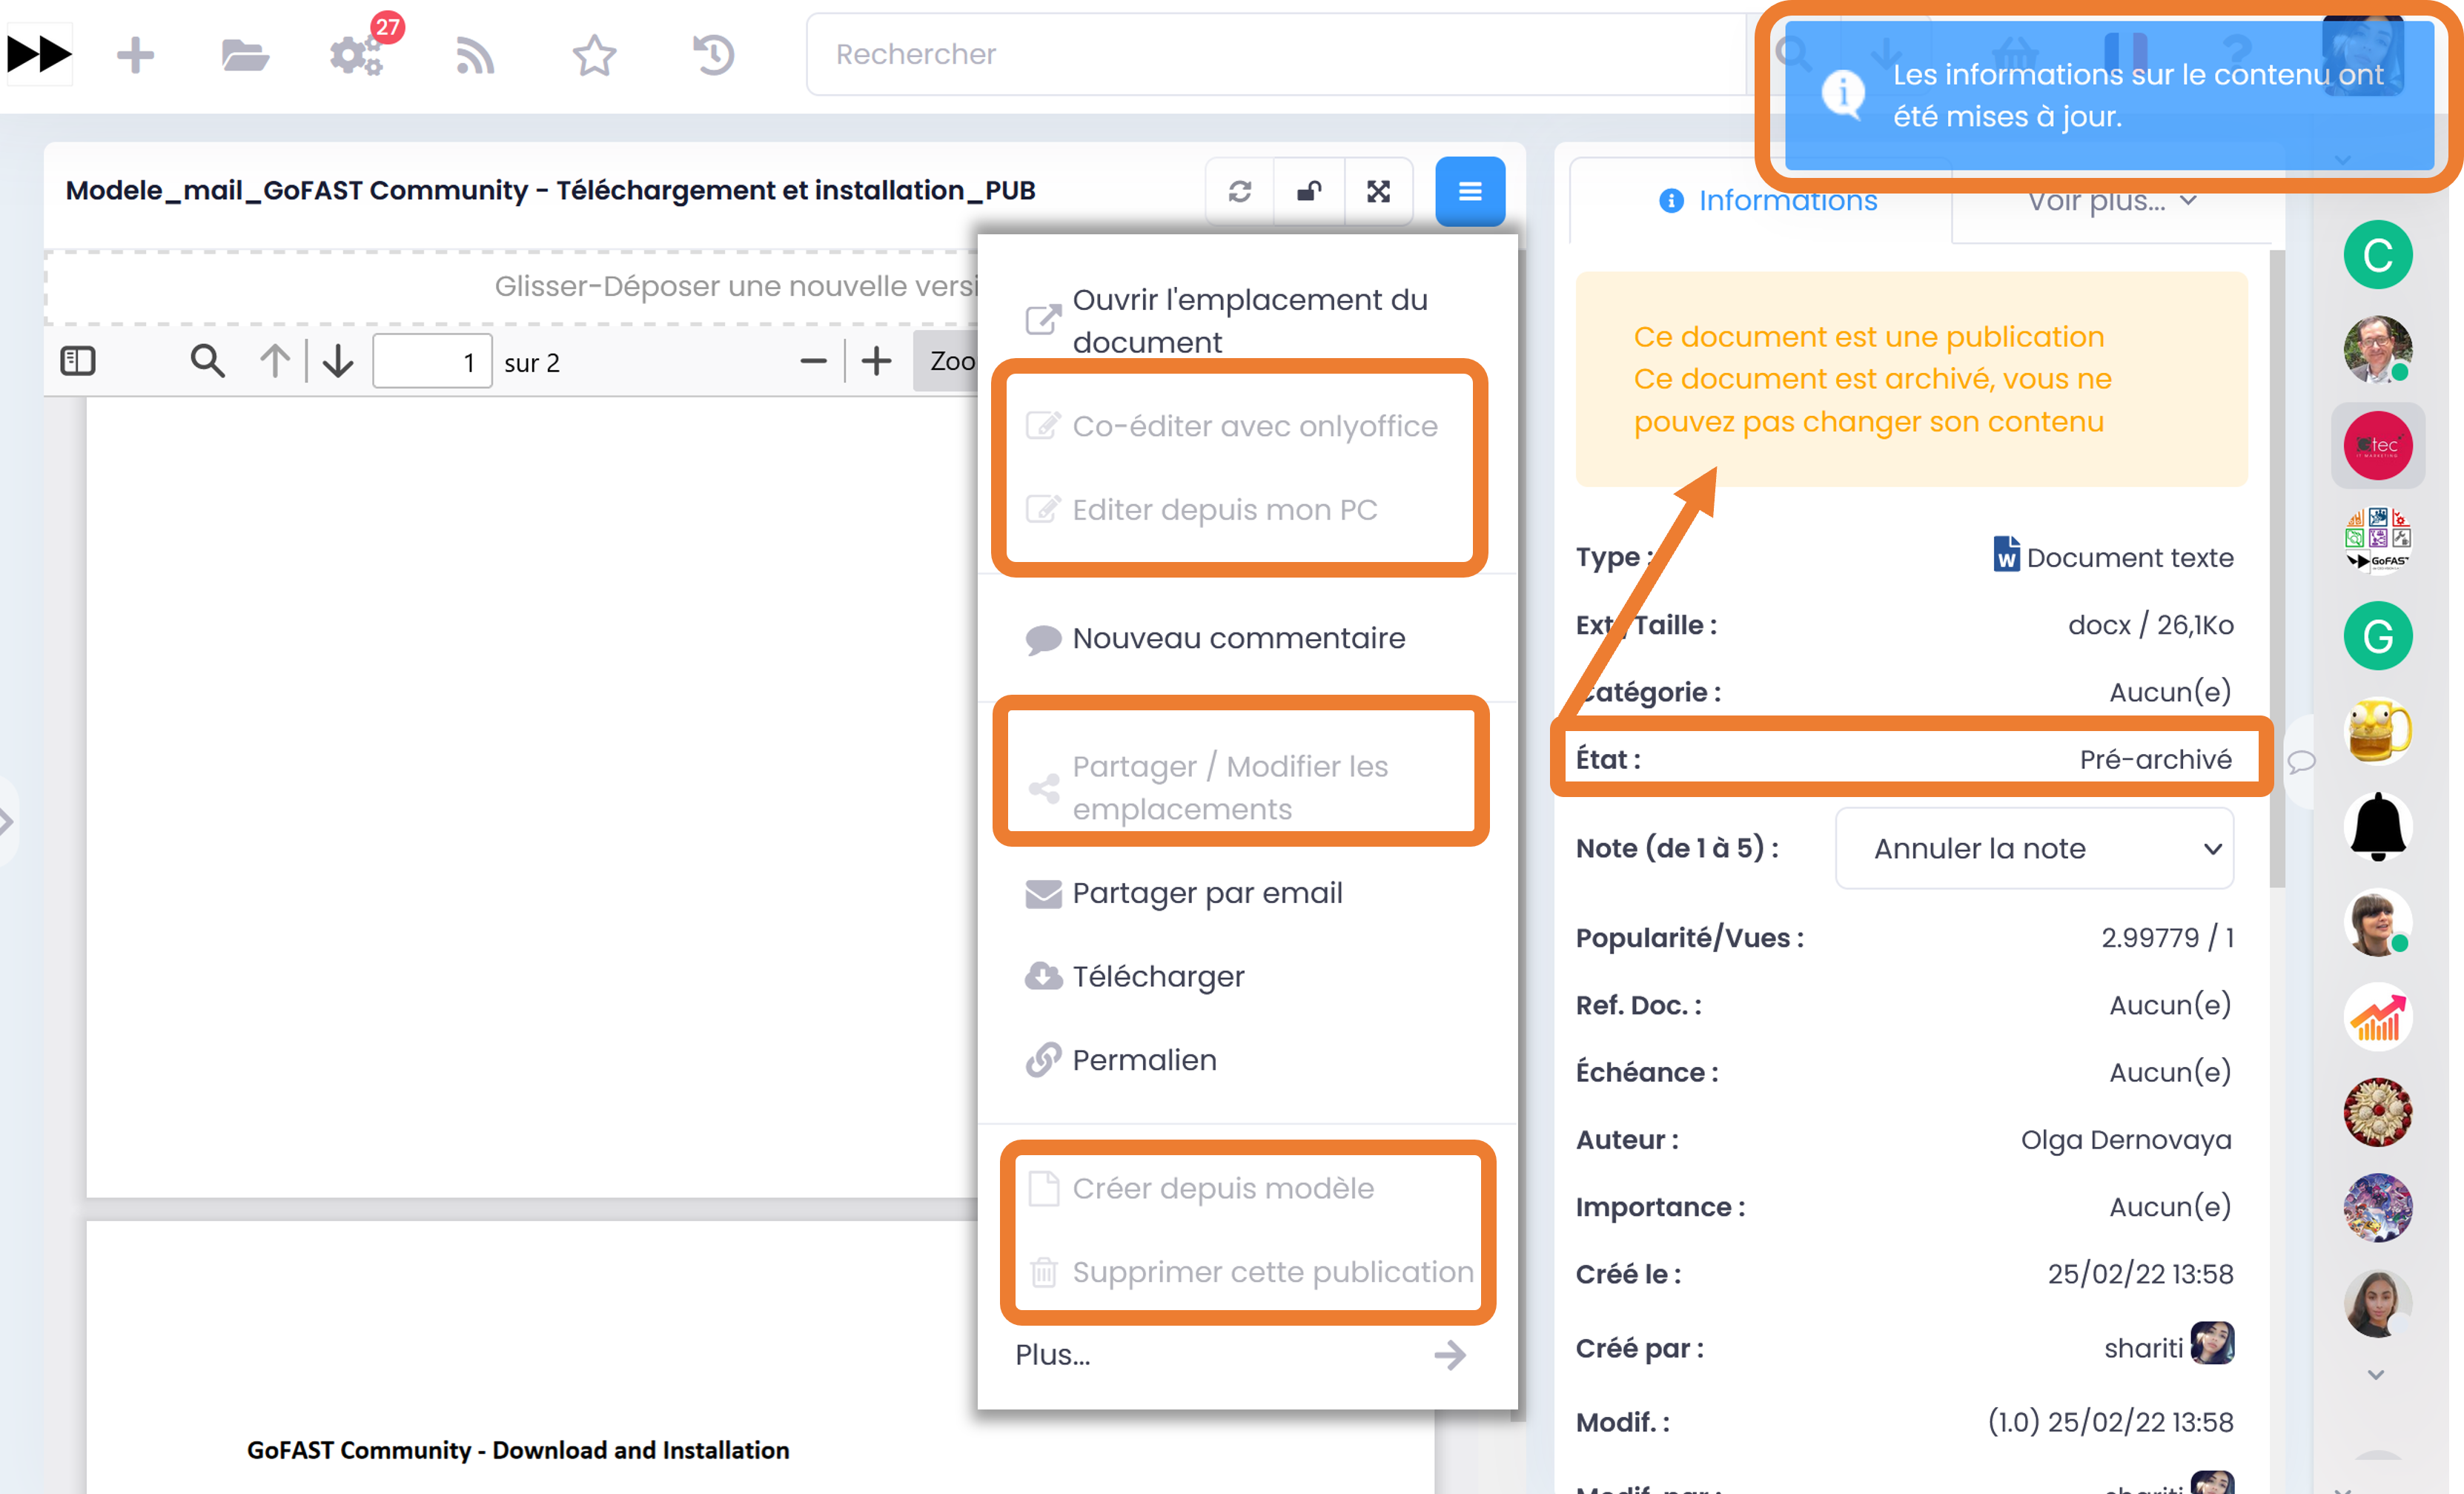 27
Rechercher
Les informations sur le contenu ont
été mises à jour.
Modele_mail_GoFAST Community - Téléchargement et installation_PUB
Informations
Voir plus...
Glisser-Déposer une nouvelle versi
1 sur 2
Zoo
Ouvrir l'emplacement du
document
Co-éditer avec onlyoffice
Editer depuis mon PC
Nouveau commentaire
Partager / Modifier les
emplacements
Partager par email
Télécharger
Permalien
Créer depuis modèle
Supprimer cette publication
Plus...
GoFAST Community - Download and Installation
Ce document est une publication
Ce document est archivé, vous ne
pouvez pas changer son contenu
Type : Document texte
Ext./Taille : docx / 26,1Ko
Catégorie : Aucun(e)
État : Pré-archivé
Note (de 1 à 5) : Annuler la note
Popularité/Vues : 2.99779 / 1
Ref. Doc. : Aucun(e)
Échéance : Aucun(e)
Auteur : Olga Dernovaya
Importance : Aucun(e)
Créé le : 25/02/22 13:58
Créé par : shariti
Modif. : (1.0) 25/02/22 13:58
Modif. par : shariti
C
tec
IT MARKETING
GoFAST
G